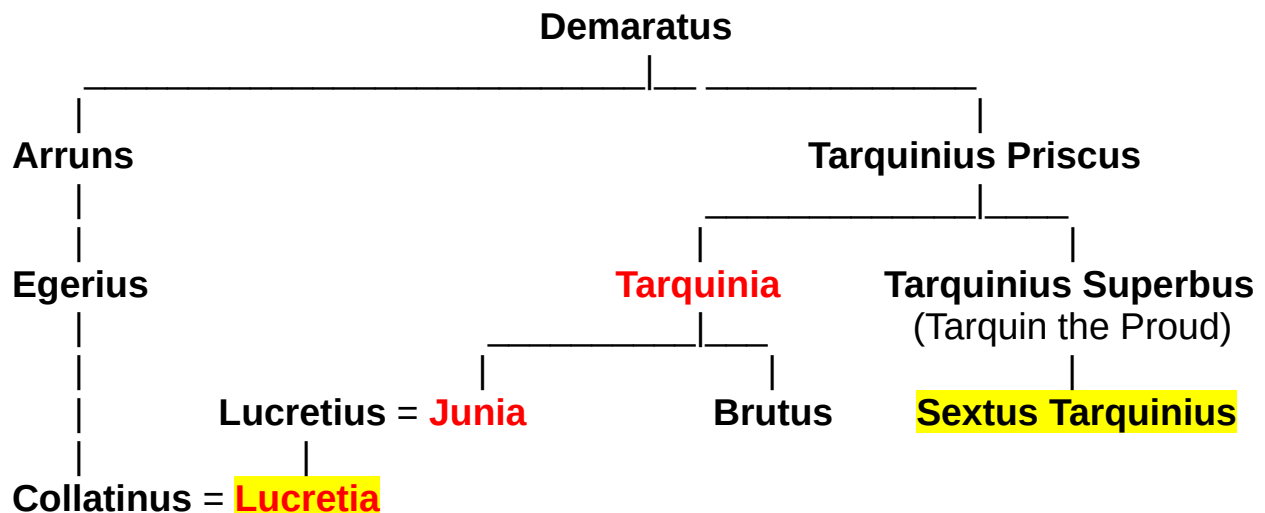 Demaratus
Arruns Tarquinius Priscus
Egerius Tarquinia Tarquinius Superbus
(Tarquin the Proud)
Lucretius = Junia Brutus Sextus Tarquinius
Collatinus = Lucretia